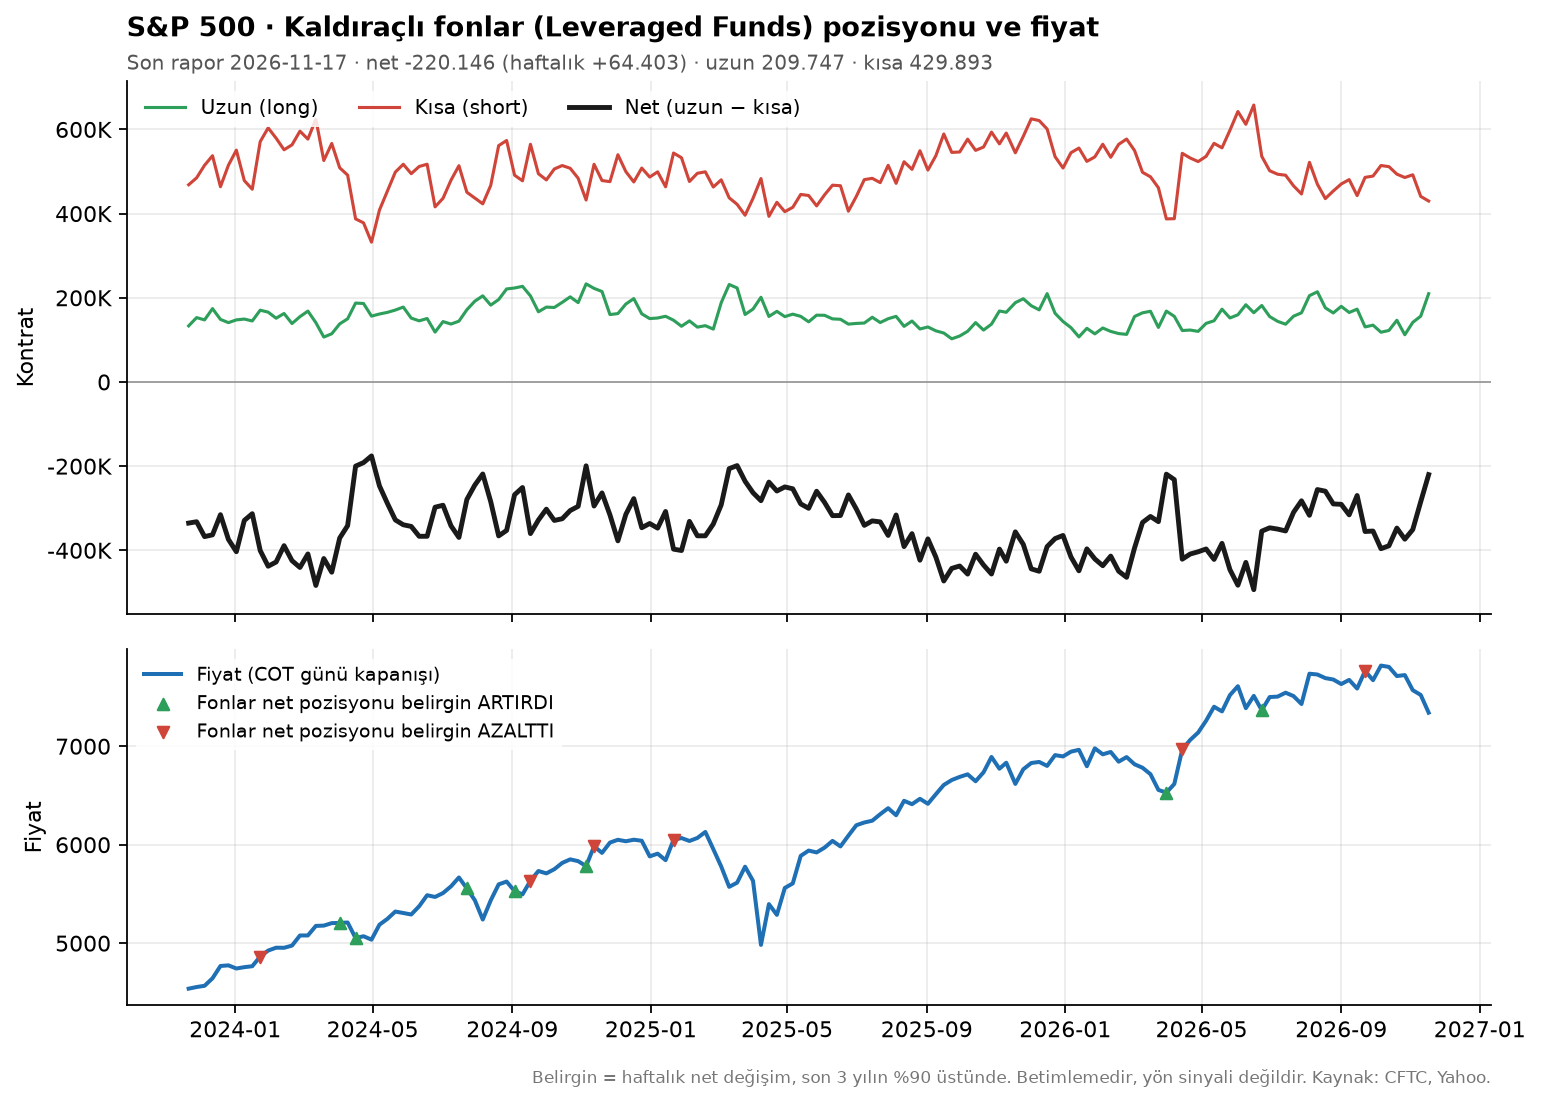 S&P 500 · Kaldıraçlı fonlar (Leveraged Funds) pozisyonu ve fiyat
Son rapor 2026-11-17 · net -220.146 (haftalık +64.403) · uzun 209.747 · kısa 429.893
Uzun (long)
Kısa (short)
Net (uzun − kısa)
Kontrat
600K
400K
200K
0
-200K
-400K
Fiyat (COT günü kapanışı)
Fonlar net pozisyonu belirgin ARTIRDI
Fonlar net pozisyonu belirgin AZALTTI
Fiyat
7000
6000
5000
2024-01
2024-05
2024-09
2025-01
2025-05
2025-09
2026-01
2026-05
2026-09
2027-01
Belirgin = haftalık net değişim, son 3 yılın %90 üstünde. Betimlemedir, yön sinyali değildir. Kaynak: CFTC, Yahoo.